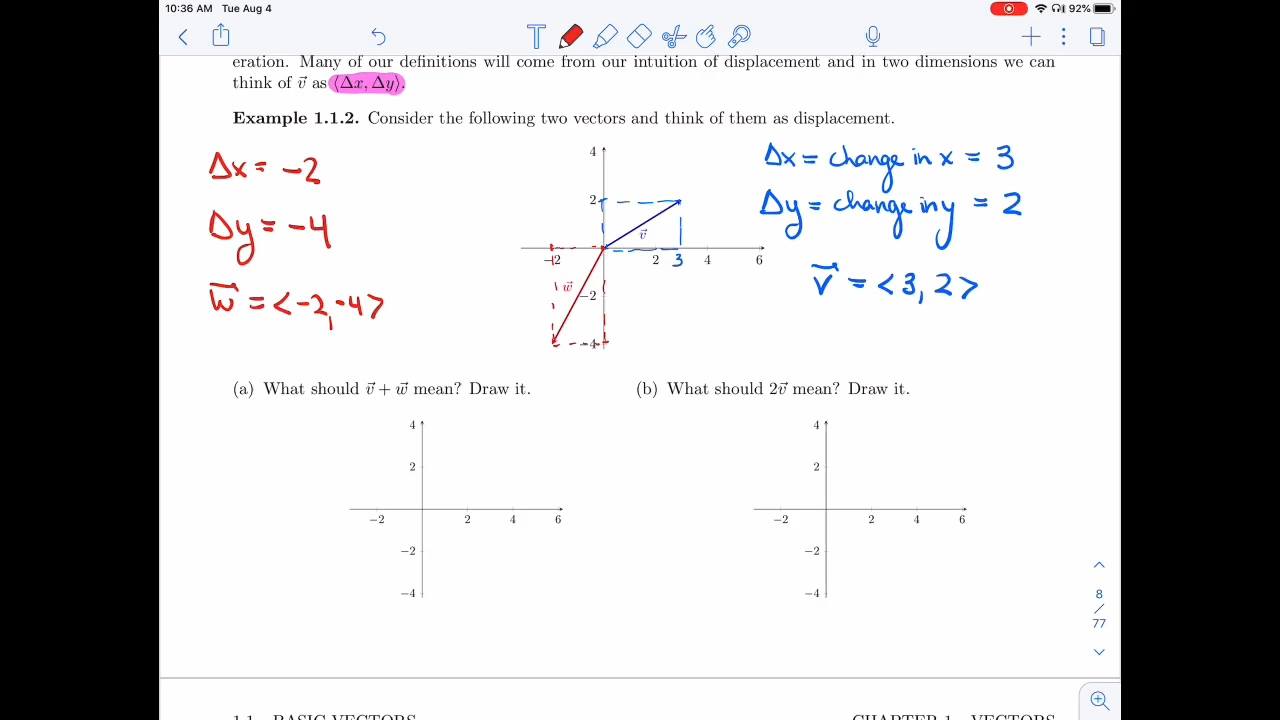 10:36 AM Tue Aug 4
92%
T
eration. Many of our definitions will come from our intuition of displacement and in two dimensions we can
think of v⃗ as ⟨Δx, Δy⟩.
Example 1.1.2. Consider the following two vectors and think of them as displacement.
Δx = -2
Δy = -4
w⃗ = <-2, -4>
4
2
v⃗
-2
2
3
4
6
w⃗
−2
-4
Δx = change in x = 3
Δy = change in y = 2
v⃗ = <3, 2>
(a) What should v⃗ + w⃗ mean? Draw it.
(b) What should 2v⃗ mean? Draw it.
4
2
−2 2 4 6
−2
−4
4
2
−2 2 4 6
−2
−4
8
/
77
1.1. BASIC VECTORS
CHAPTER 1. VECTORS